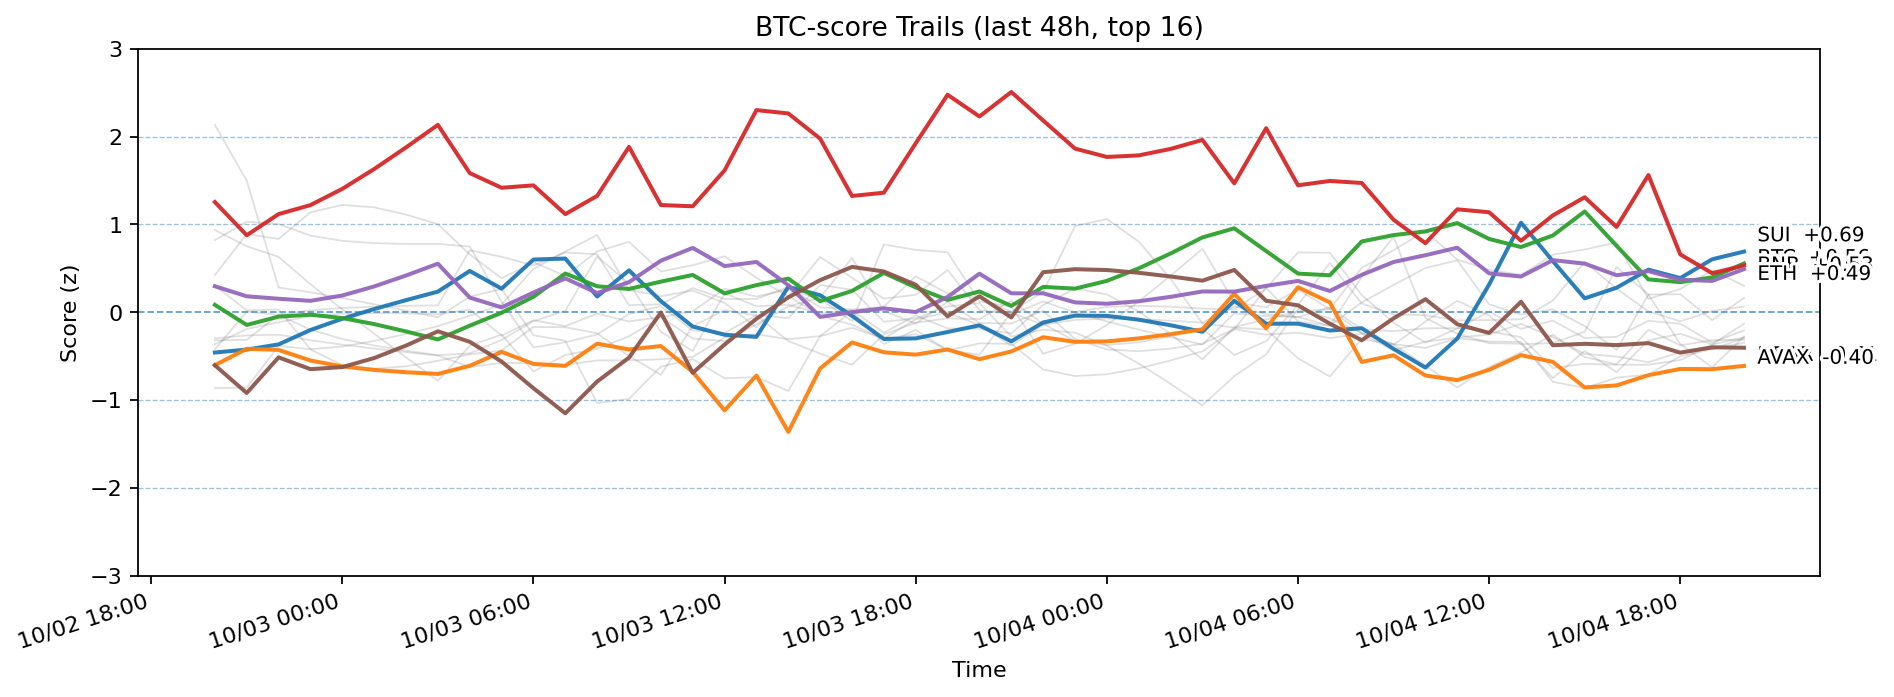 BTC-score Trails (last 48h, top 16)
Score (z)
3
2
1
0
−1
−2
−3
SUI +0.69
ETH +0.49
AVAX -0.40
10/02 18:00
10/03 00:00
10/03 06:00
10/03 12:00
10/03 18:00
10/04 00:00
10/04 06:00
10/04 12:00
10/04 18:00
Time